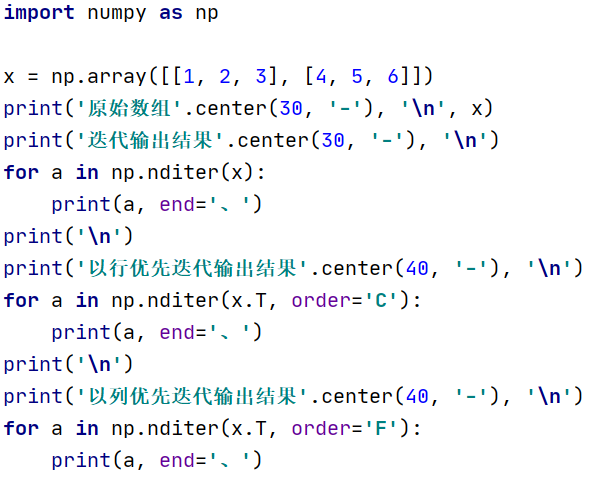 import numpy as np
x = np.array([[1, 2, 3], [4, 5, 6]])
print('原始数组'.center(30, '-'), '\n', x)
print('迭代输出结果'.center(30, '-'), '\n')
for a in np.nditer(x):
    print(a, end='、')
print('\n')
print('以行优先迭代输出结果'.center(40, '-'), '\n')
for a in np.nditer(x.T, order='C'):
    print(a, end='、')
print('\n')
print('以列优先迭代输出结果'.center(40, '-'), '\n')
for a in np.nditer(x.T, order='F'):
    print(a, end='、')